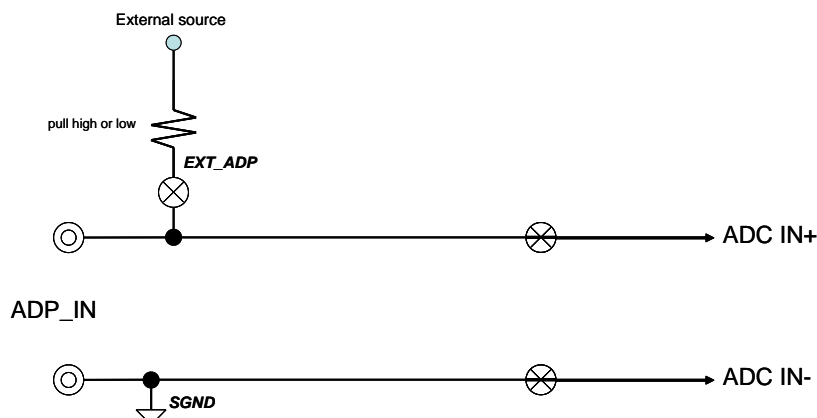 External source
pull high or low
EXT_ADP
ADC IN+
ADP_IN
ADC IN-
SGND